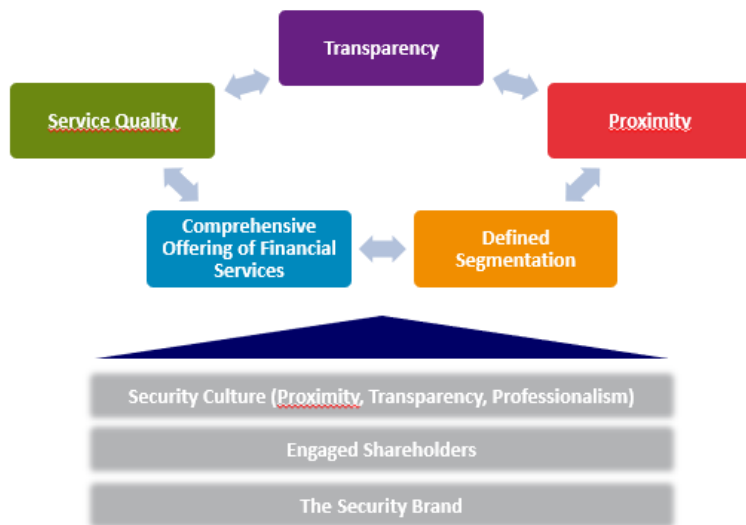 Transparency
Service Quality
Proximity
Comprehensive
Offering of Financial
Services
Defined
Segmentation
Security Culture (Proximity, Transparency, Professionalism)
Engaged Shareholders
The Security Brand